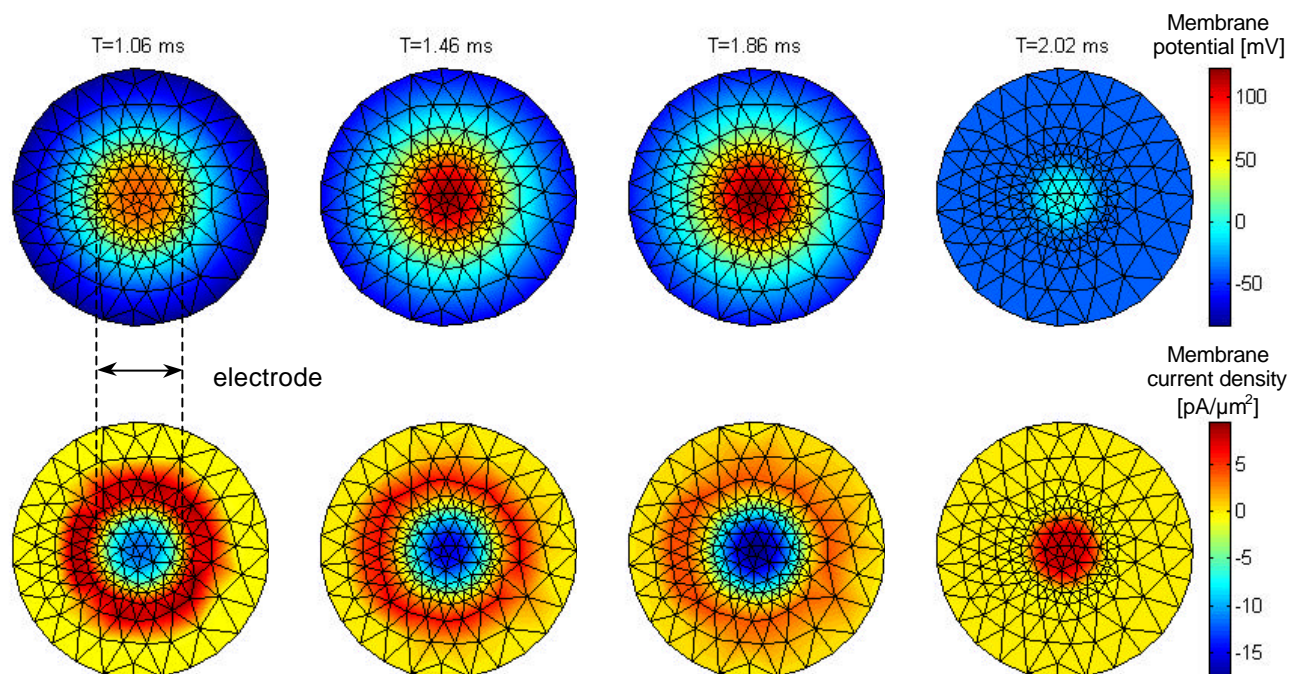 T=1.06 ms
T=1.46 ms
T=1.86 ms
T=2.02 ms
Membrane
potential [mV]
100
50
0
-50
electrode
Membrane
current density
[pA/µm²]
5
0
-5
-10
-15